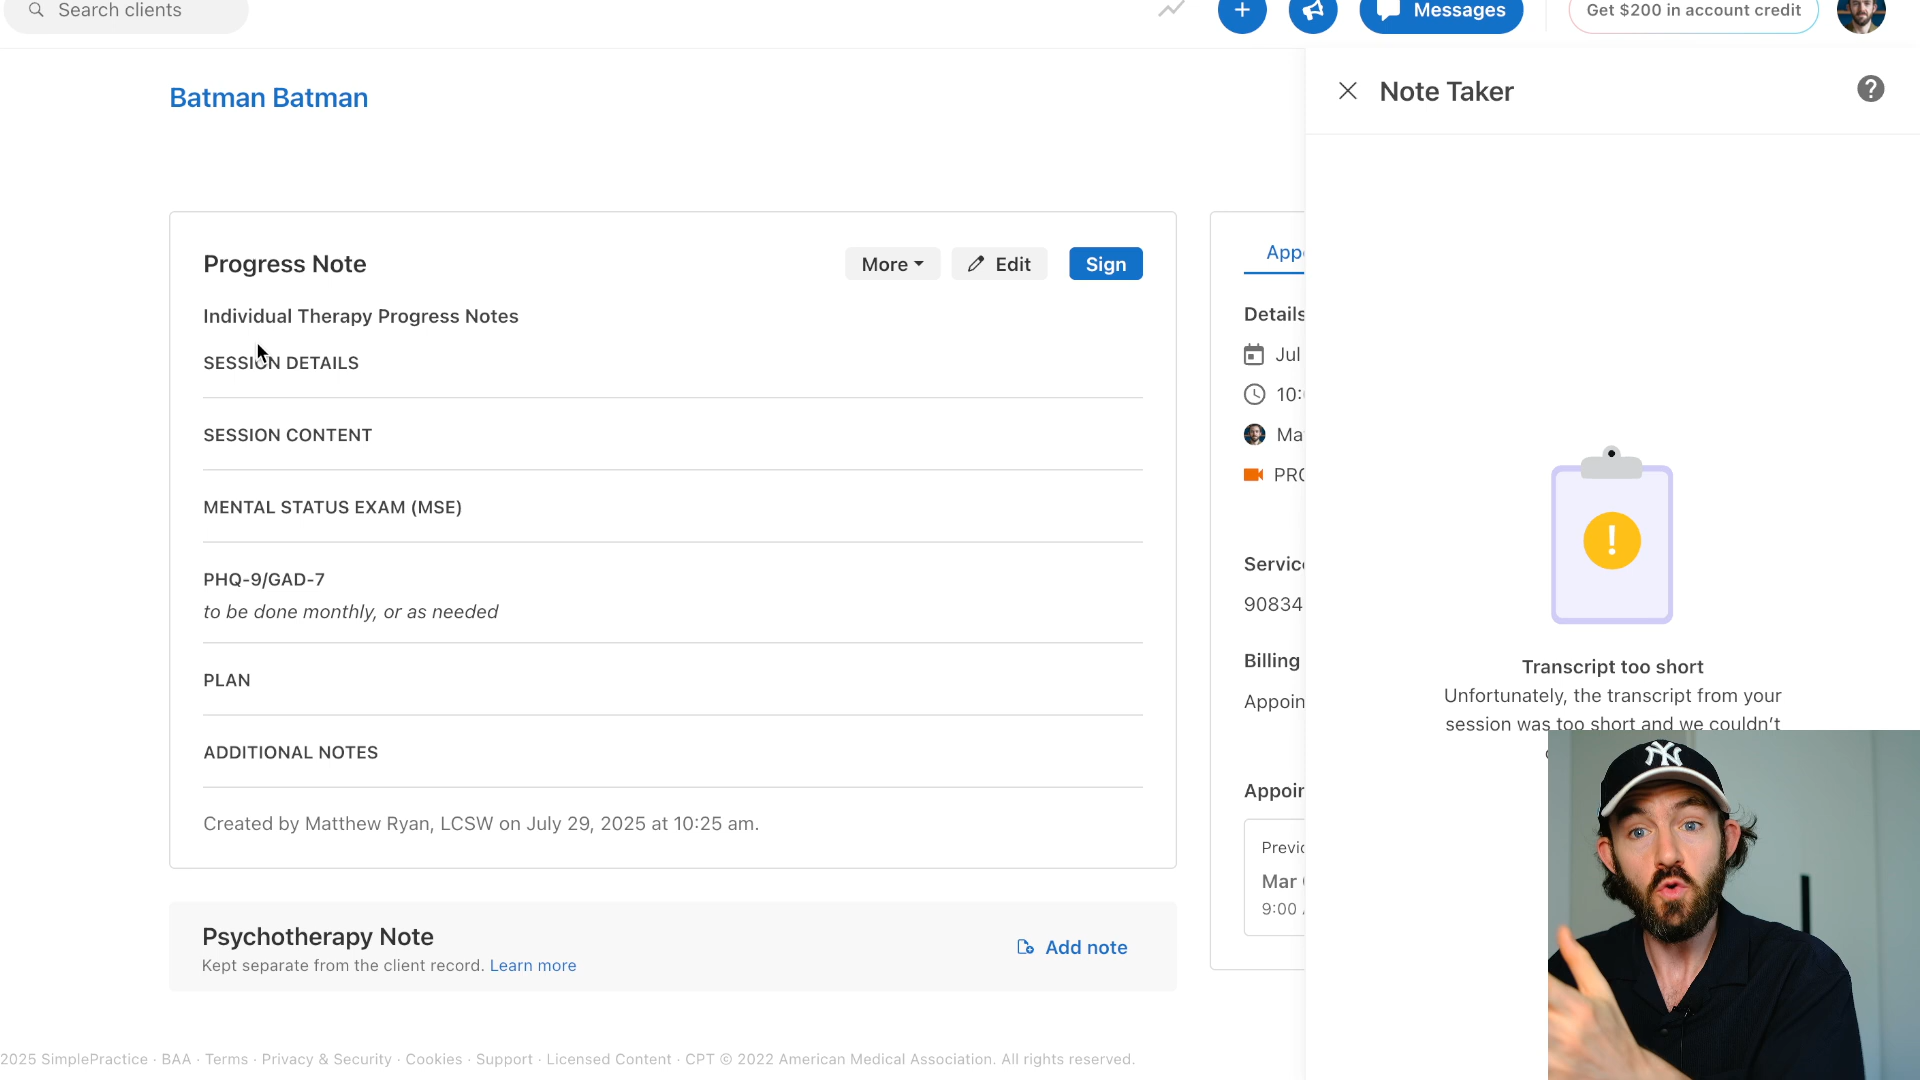 Search clients
Messages
Get $200 in account credit
Batman Batman
Note Taker
Progress Note
More
Edit
Sign
Individual Therapy Progress Notes
SESSION DETAILS
SESSION CONTENT
MENTAL STATUS EXAM (MSE)
PHQ-9/GAD-7
to be done monthly, or as needed
PLAN
ADDITIONAL NOTES
Created by Matthew Ryan, LCSW on July 29, 2025 at 10:25 am.
Psychotherapy Note
Kept separate from the client record. Learn more
Add note
Details
Jul
Billing
90834
Transcript too short
Unfortunately, the transcript from your
session was too short and we couldn't
NY
2025 SimplePractice · BAA · Terms · Privacy & Security · Cookies · Support · Licensed Content · CPT © 2022 American Medical Association. All rights reserved.